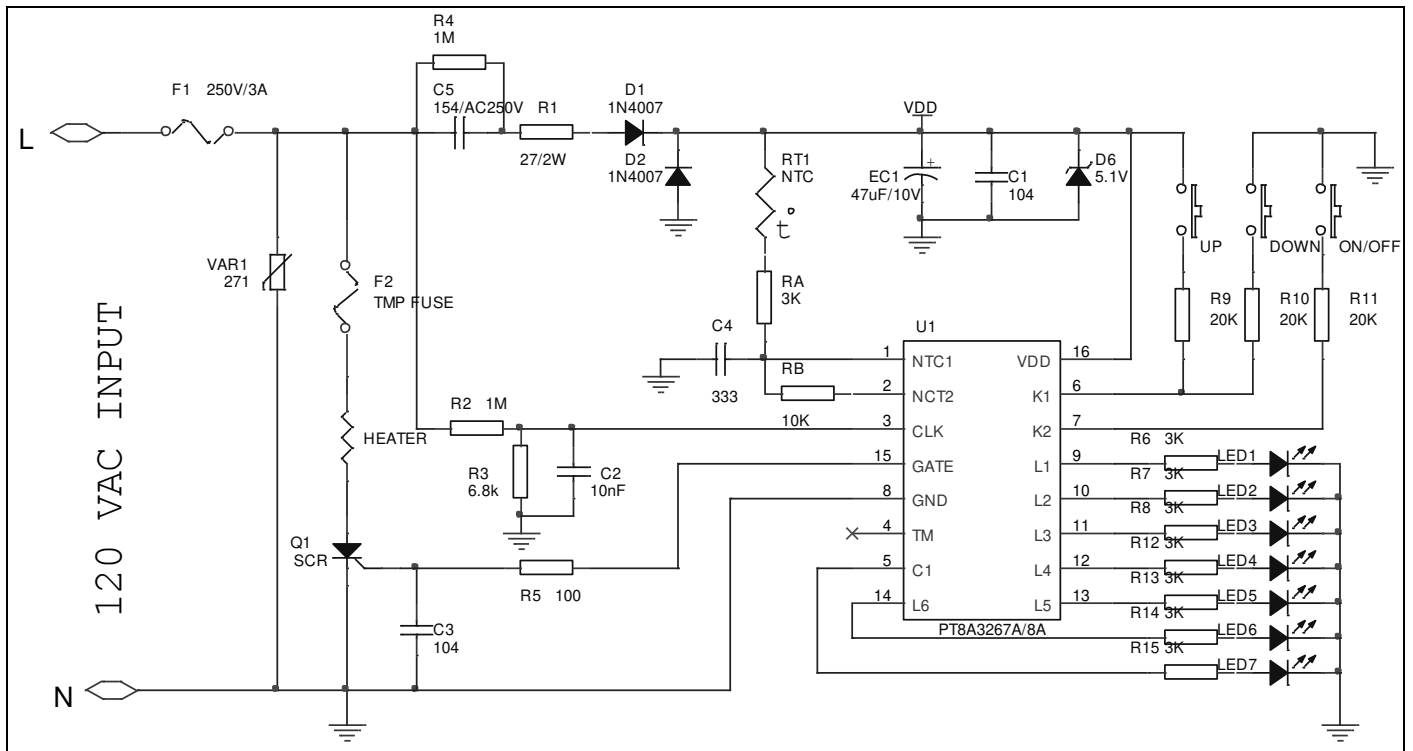 R4
1M
F1 250V/3A
C5
154/AC250V
R1
27/2W
D1
1N4007
D2
1N4007
VDD
L
RT1
NTC
t°
EC1
47uF/10V
+
C1
104
D6
5.1V
UP
DOWN
ON/OFF
VAR1
271
F2
TMP FUSE
RA
3K
R9
20K
R10
20K
R11
20K
120 VAC INPUT
C4
333
RB
10K
U1
1 NTC1 VDD 16
2 NCT2 K1 6
3 CLK K2 7
15 GATE L1 9
8 GND L2 10
4 TM L3 11
5 C1 L4 12
14 L6 L5 13
PT8A3267A/8A
R2 1M
HEATER
R3
6.8k
C2
10nF
R6 3K
LED1
R7 3K
LED2
R8 3K
LED3
R12 3K
LED4
R13 3K
LED5
R14 3K
LED6
R15 3K
LED7
Q1
SCR
R5 100
C3
104
N